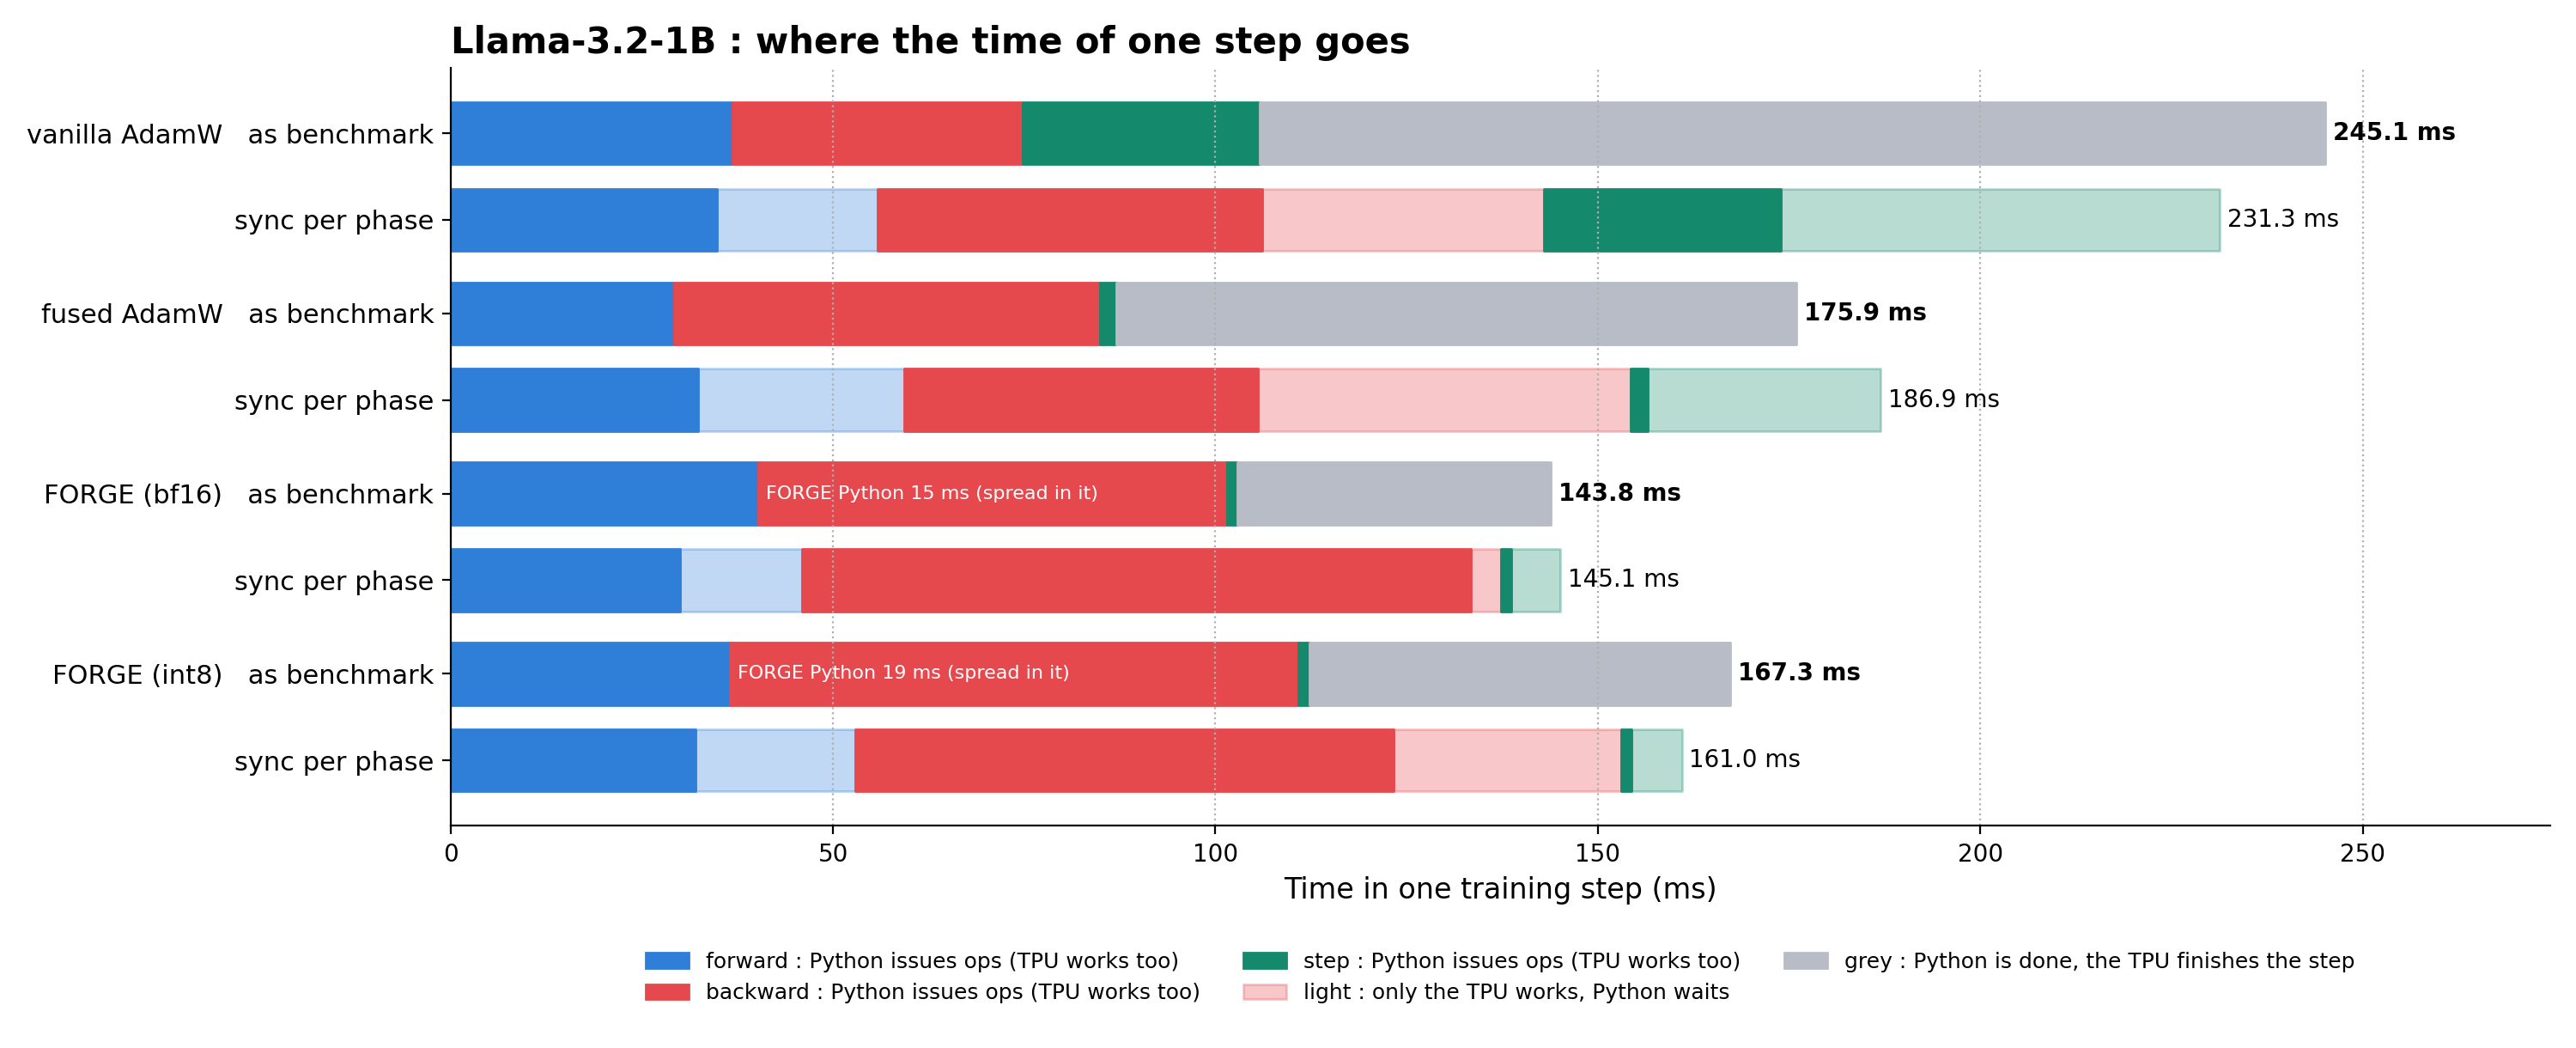 Llama-3.2-1B : where the time of one step goes
vanilla AdamW as benchmark
245.1 ms
sync per phase
231.3 ms
fused AdamW as benchmark
175.9 ms
sync per phase
186.9 ms
FORGE (bf16) as benchmark
FORGE Python 15 ms (spread in it)
143.8 ms
sync per phase
145.1 ms
FORGE (int8) as benchmark
FORGE Python 19 ms (spread in it)
167.3 ms
sync per phase
161.0 ms
0 50 100 150 200 250
Time in one training step (ms)
forward : Python issues ops (TPU works too)
backward : Python issues ops (TPU works too)
step : Python issues ops (TPU works too)
light : only the TPU works, Python waits
grey : Python is done, the TPU finishes the step